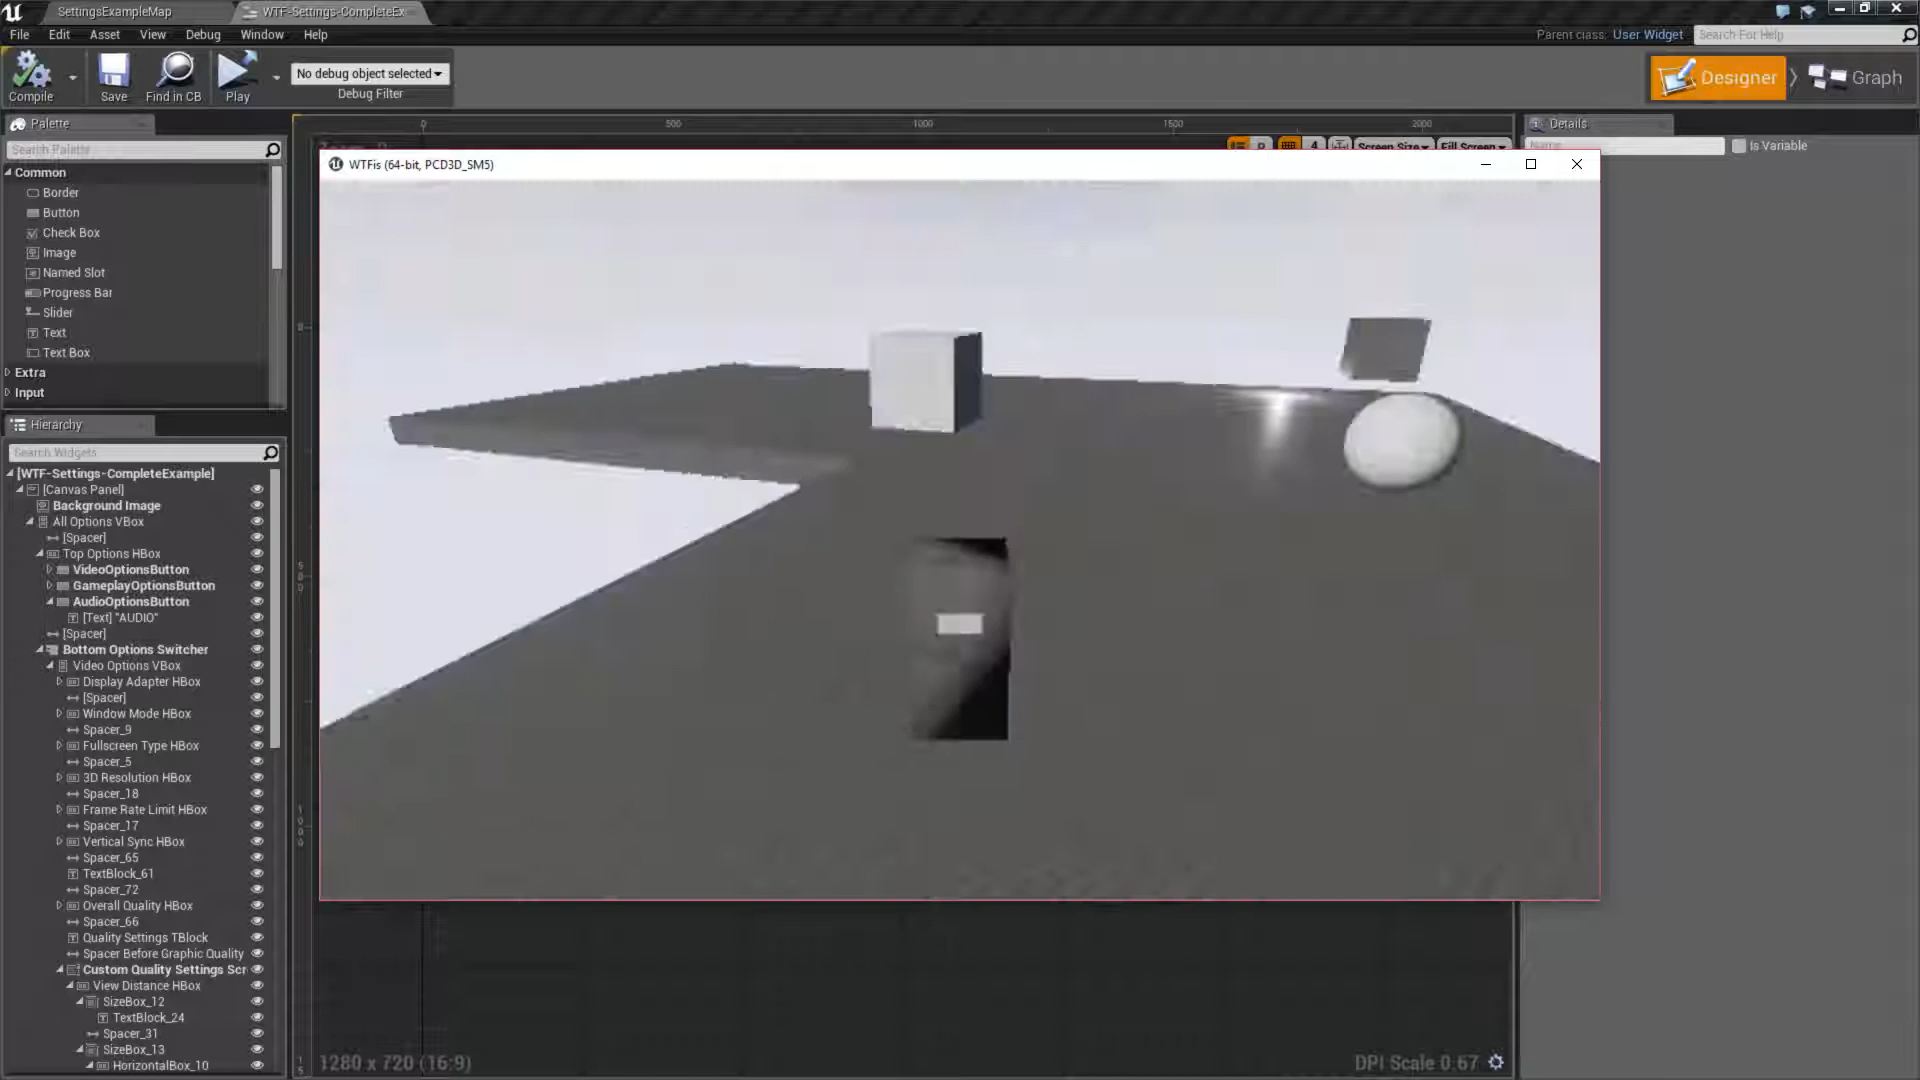 SettingsExampleMap
WTF-Settings-CompleteEx
File Edit Asset View Debug Window Help
Parent class: User Widget
Search For Help
Compile Save Find in CB Play
No debug object selected
Debug Filter
Designer Graph
Palette
Search Palette
Common
Border
Button
Check Box
Image
Named Slot
Progress Bar
Slider
Text
Text Box
Extra
Input
Hierarchy
Search Widgets
[WTF-Settings-CompleteExample]
[Canvas Panel]
Background Image
All Options VBox
[Spacer]
Top Options HBox
VideoOptionsButton
GameplayOptionsButton
AudioOptionsButton
[Text] "AUDIO"
[Spacer]
Bottom Options Switcher
Video Options VBox
Display Adapter HBox
[Spacer]
Window Mode HBox
Spacer_9
Fullscreen Type HBox
Spacer_5
3D Resolution HBox
Spacer_18
Frame Rate Limit HBox
Spacer_17
Vertical Sync HBox
Spacer_65
TextBlock_61
Spacer_72
Overall Quality HBox
Spacer_66
Quality Settings TBlock
Spacer Before Graphic Quality
Custom Quality Settings Scr
View Distance HBox
SizeBox_12
TextBlock_24
Spacer_31
SizeBox_13
HorizontalBox_10
0 500 1000 1500 2000
R 4 Screen Size Fill Screen
WTFis (64-bit, PCD3D_SM5)
1280 x 720 (16:9)
DPI Scale 0.67
Details
Name
Is Variable